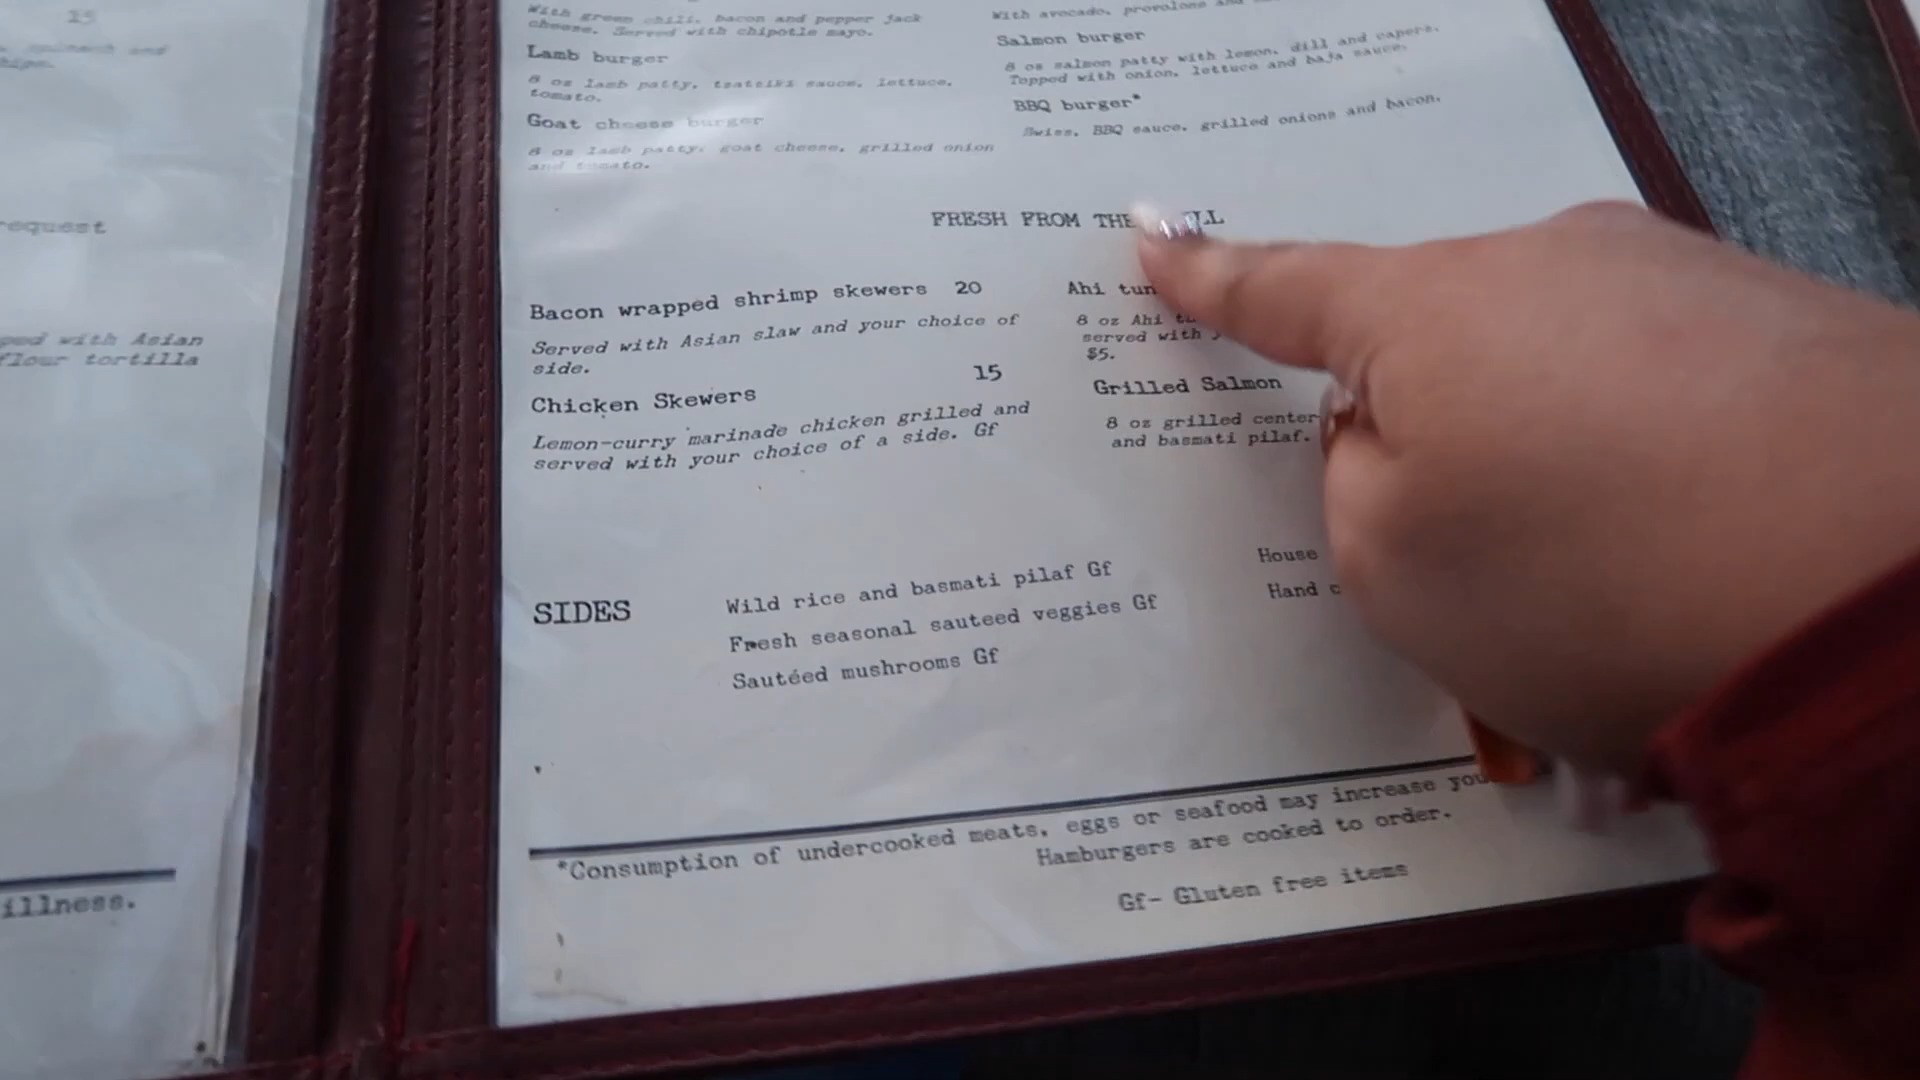 15
spinach and
request
ped with Asian
flour tortilla
illness.
With green chili, bacon and pepper jack
cheese. Served with chipotle mayo.
Lamb burger
8 oz lamb patty, tzatziki sauce, lettuce,
tomato.
Goat cheese burger
8 oz lamb patty, goat cheese, grilled onion
and tomato.
With avocado, provolone and
Salmon burger
8 oz salmon patty with lemon, dill and capers.
Topped with onion, lettuce and baja sauce.
BBQ burger*
Swiss, BBQ sauce, grilled onions and bacon.
FRESH FROM THE
Bacon wrapped shrimp skewers 20
Served with Asian slaw and your choice of
side.
Chicken Skewers 15
Lemon-curry marinade chicken grilled and
served with your choice of a side. Gf
Ahi tun
8 oz Ahi
served with
$5.
Grilled Salmon
8 oz grilled center
and basmati pilaf.
SIDES
Wild rice and basmati pilaf Gf
Fresh seasonal sauteed veggies Gf
Sautéed mushrooms Gf
House
Hand c
*Consumption of undercooked meats, eggs or seafood may increase you
Hamburgers are cooked to order.
Gf- Gluten free items